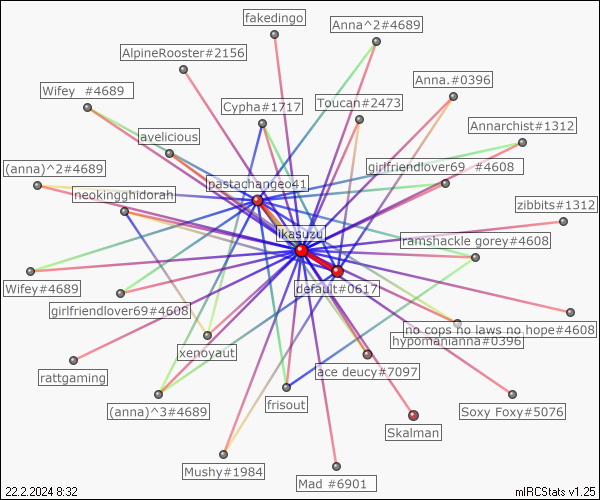 fakedingo
Anna^2#4689
AlpineRooster#2156
Anna.#0396
Wifey #4689
Toucan#2473
Cypha#1717
Annarchist#1312
avelicious
girlfriendlover69 #4608
(anna)^2#4689
pastachangeo41
neokingghidorah
zibbits#1312
lkasuzu
ramshackle gorey#4608
Wifey#4689
default#0617
girlfriendlover69#4608
no cops no laws no hope#4608
hypomanianna#0396
xenoyaut
rattgaming
ace deucy#7097
(anna)^3#4689
frisout
Soxy Foxy#5076
Skalman
Mushy#1984
Mad #6901
22.2.2024 8:32
mIRCStats v1.25